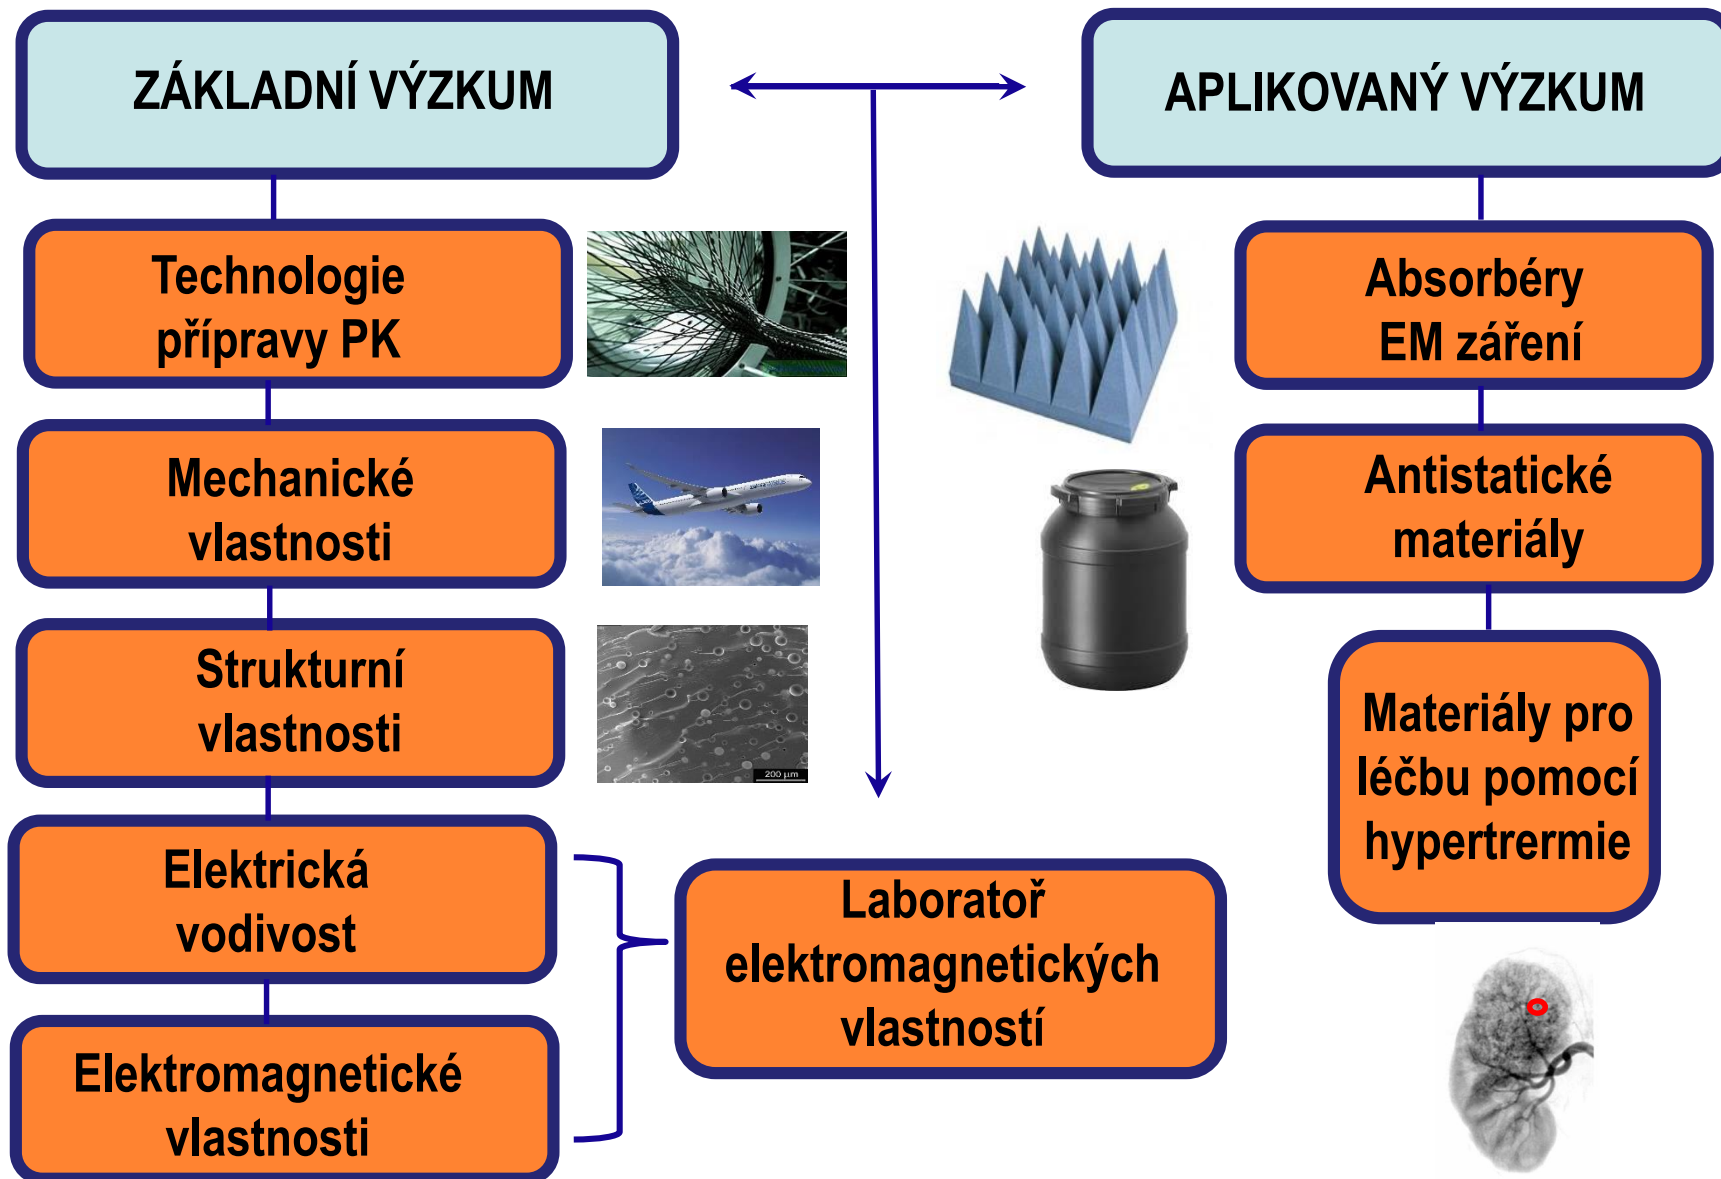 ZÁKLADNÍ VÝZKUM
Technologie
přípravy PK
Mechanické
vlastnosti
Strukturní
vlastnosti
200 µm
Elektrická
vodivost
Elektromagnetické
vlastnosti
Laboratoř
elektromagnetických
vlastností
APLIKOVANÝ VÝZKUM
Absorbéry
EM záření
Antistatické
materiály
Materiály pro
léčbu pomocí
hypertrermie